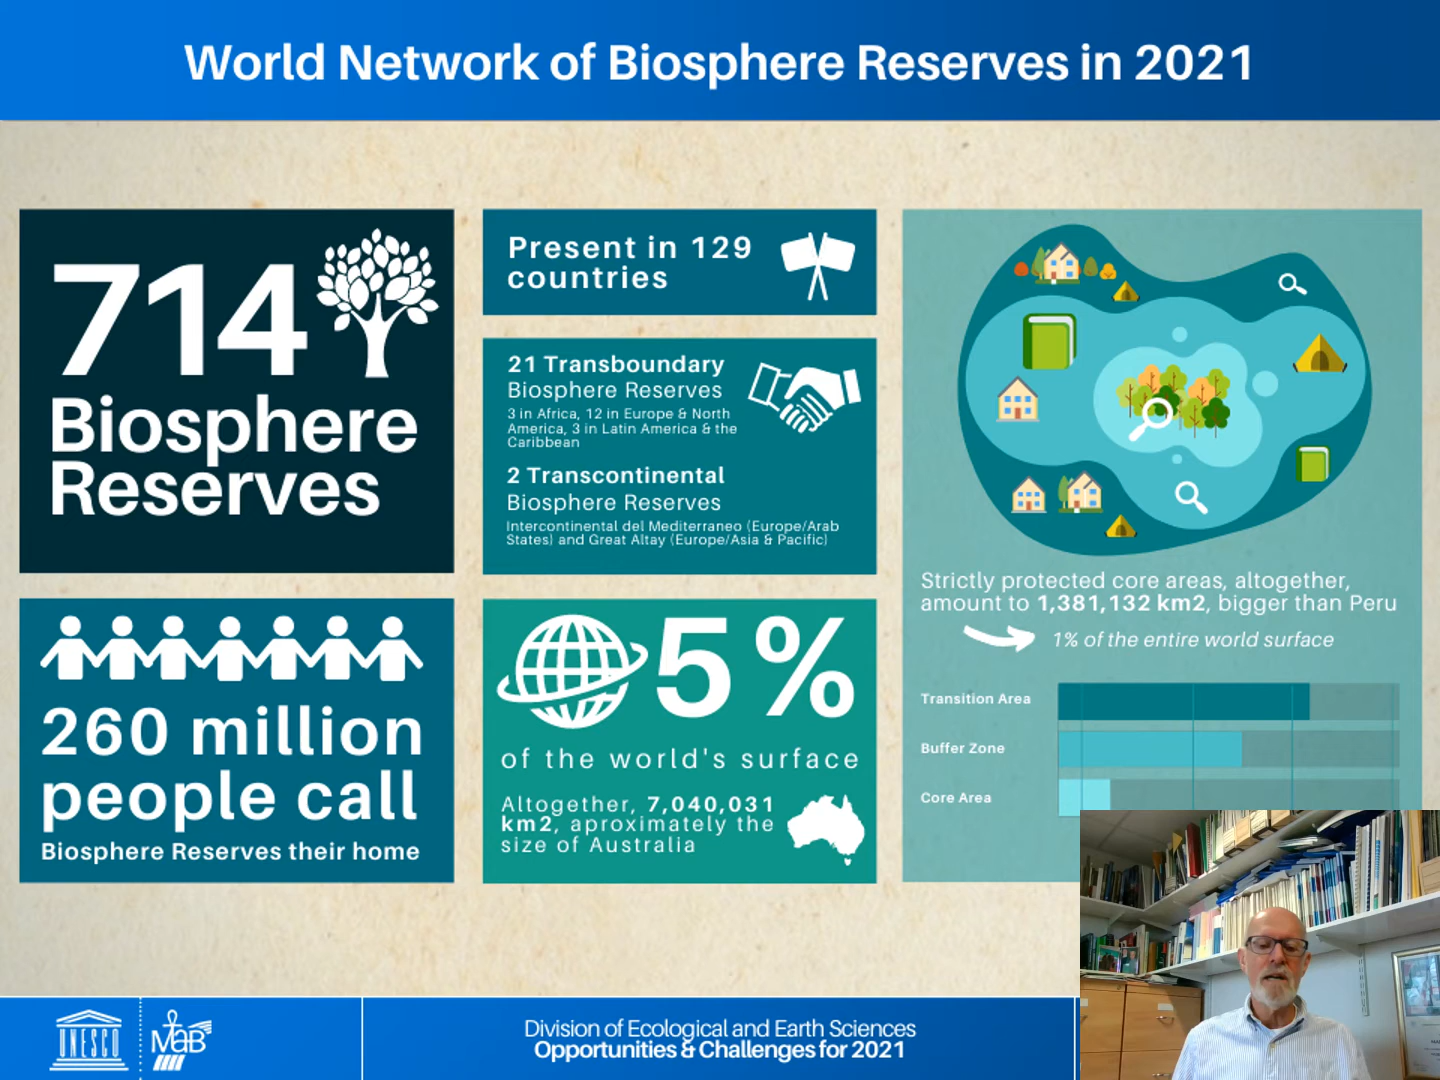 World Network of Biosphere Reserves in 2021
714
Biosphere
Reserves
260 million
people call
Biosphere Reserves their home
Present in 129
countries
21 Transboundary
Biosphere Reserves
3 in Africa, 12 in Europe & North
America, 3 in Latin America & the
Caribbean
2 Transcontinental
Biosphere Reserves
Intercontinental del Mediterraneo (Europe/Arab
States) and Great Altay (Europe/Asia & Pacific)
5%
of the world's surface
Altogether, 7,040,031
km2, aproximately the
size of Australia
Strictly protected core areas, altogether,
amount to 1,381,132 km2, bigger than Peru
1% of the entire world surface
Transition Area
Buffer Zone
Core Area
UNESCO
MaB
Division of Ecological and Earth Sciences
Opportunities & Challenges for 2021